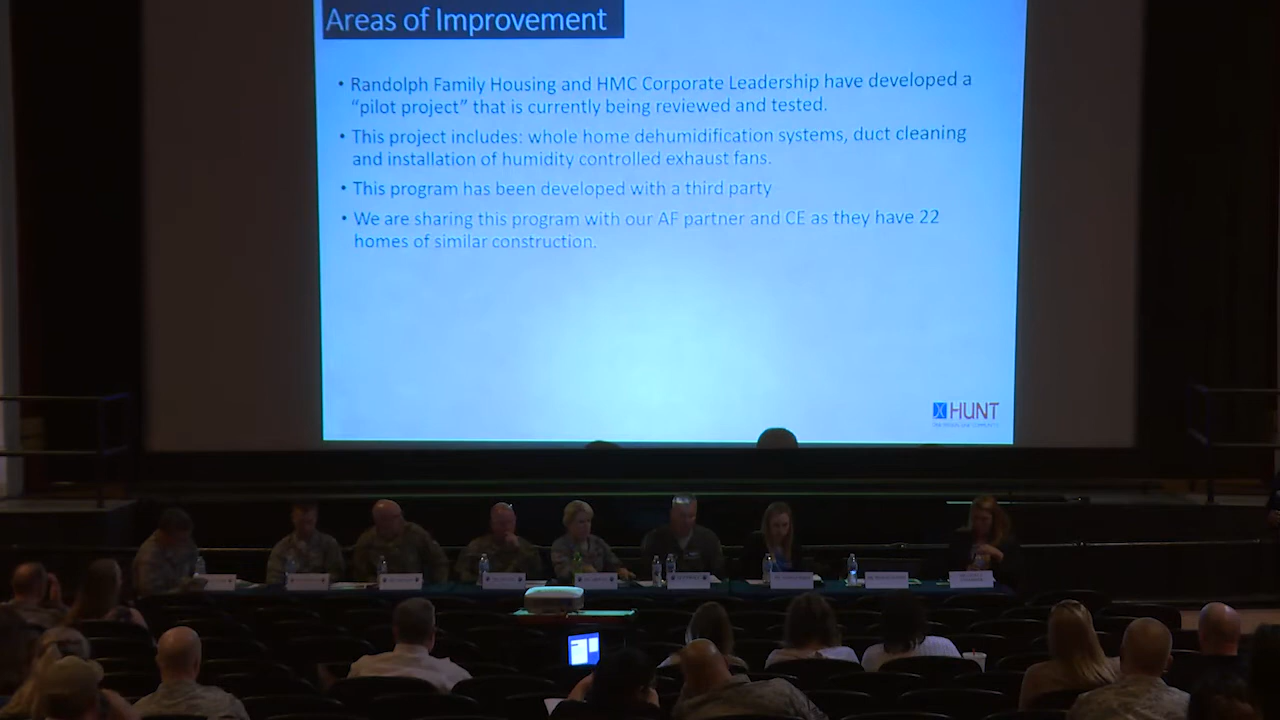 Areas of Improvement
• Randolph Family Housing and HMC Corporate Leadership have developed a
"pilot project" that is currently being reviewed and tested.
• This project includes: whole home dehumidification systems, duct cleaning
and installation of humidity controlled exhaust fans.
• This program has been developed with a third party
• We are sharing this program with our AF partner and CE as they have 22
homes of similar construction.
HUNT